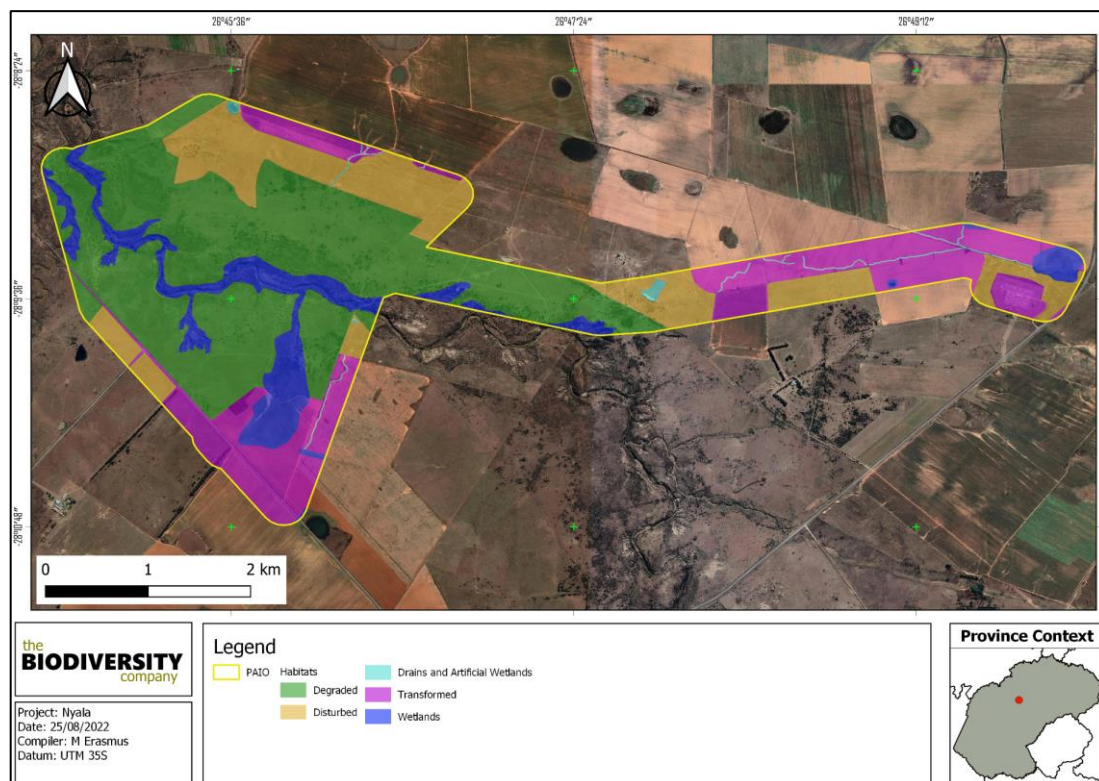 26°45'36"
26°47'24"
26°49'12"
N
-28°8'24"
-28°9'36"
-28°10'48"
0 1 2 km
the
BIODIVERSITY
company
Project: Nyala
Date: 25/08/2022
Compiler: M Erasmus
Datum: UTM 35S
Legend
PAIO
Habitats
Degraded
Disturbed
Drains and Artificial Wetlands
Transformed
Wetlands
Province Context